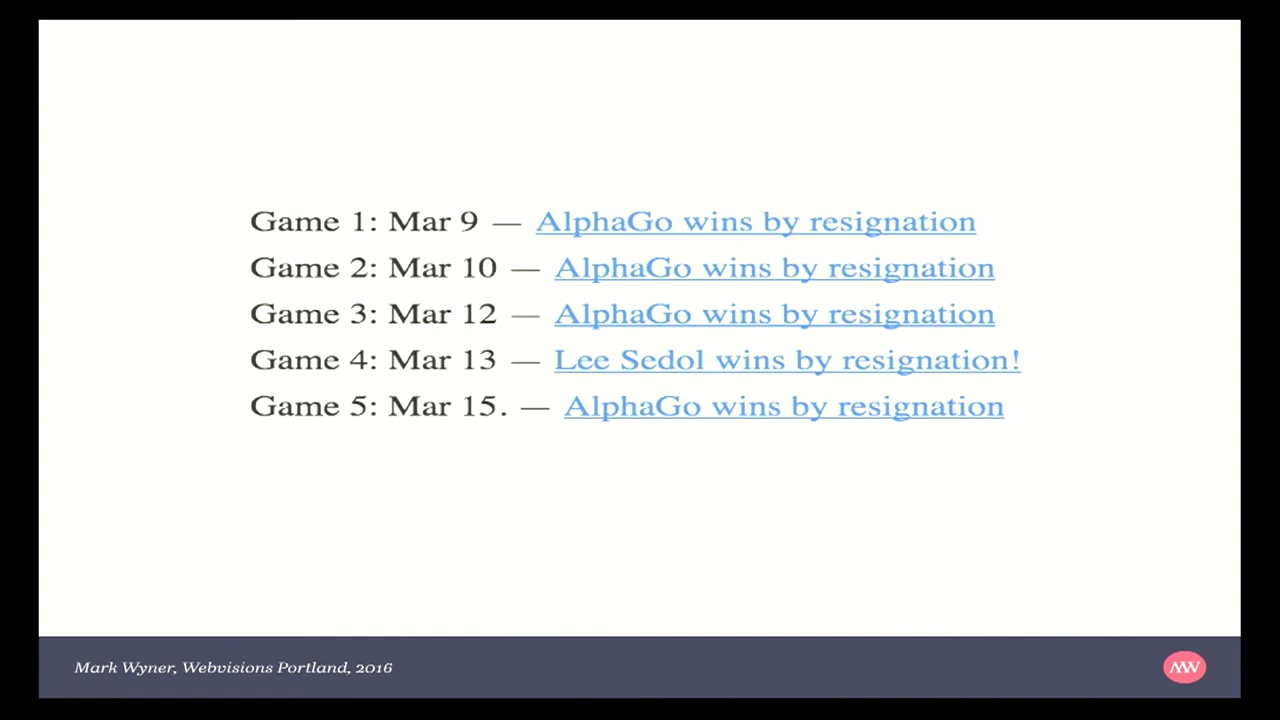 Game 1: Mar 9 — AlphaGo wins by resignation
Game 2: Mar 10 — AlphaGo wins by resignation
Game 3: Mar 12 — AlphaGo wins by resignation
Game 4: Mar 13 — Lee Sedol wins by resignation!
Game 5: Mar 15. — AlphaGo wins by resignation
Mark Wyner, Webvisions Portland, 2016
MW